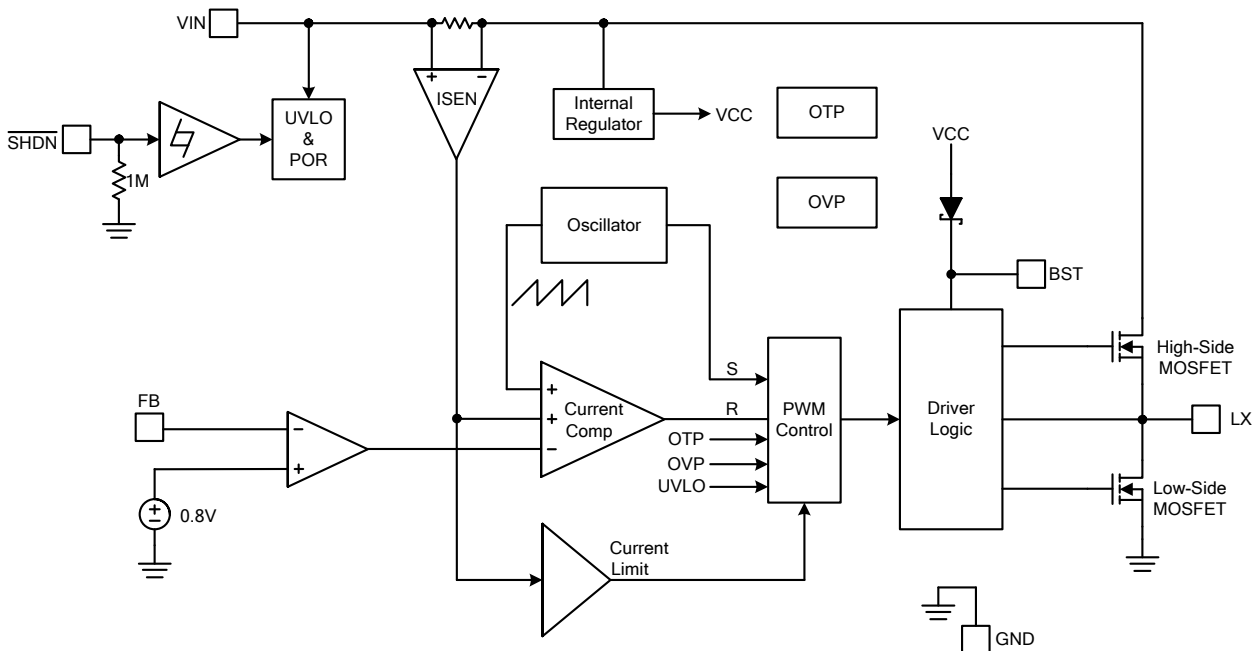 VIN
+ −
ISEN
Internal
Regulator
VCC
OTP
SHDN
UVLO
&
POR
1M
VCC
OVP
Oscillator
BST
High-Side
MOSFET
S
FB
+
+
−
Current
Comp
R
PWM
Control
Driver
Logic
LX
−
+
OTP
OVP
UVLO
Low-Side
MOSFET
+
−
0.8V
Current
Limit
GND